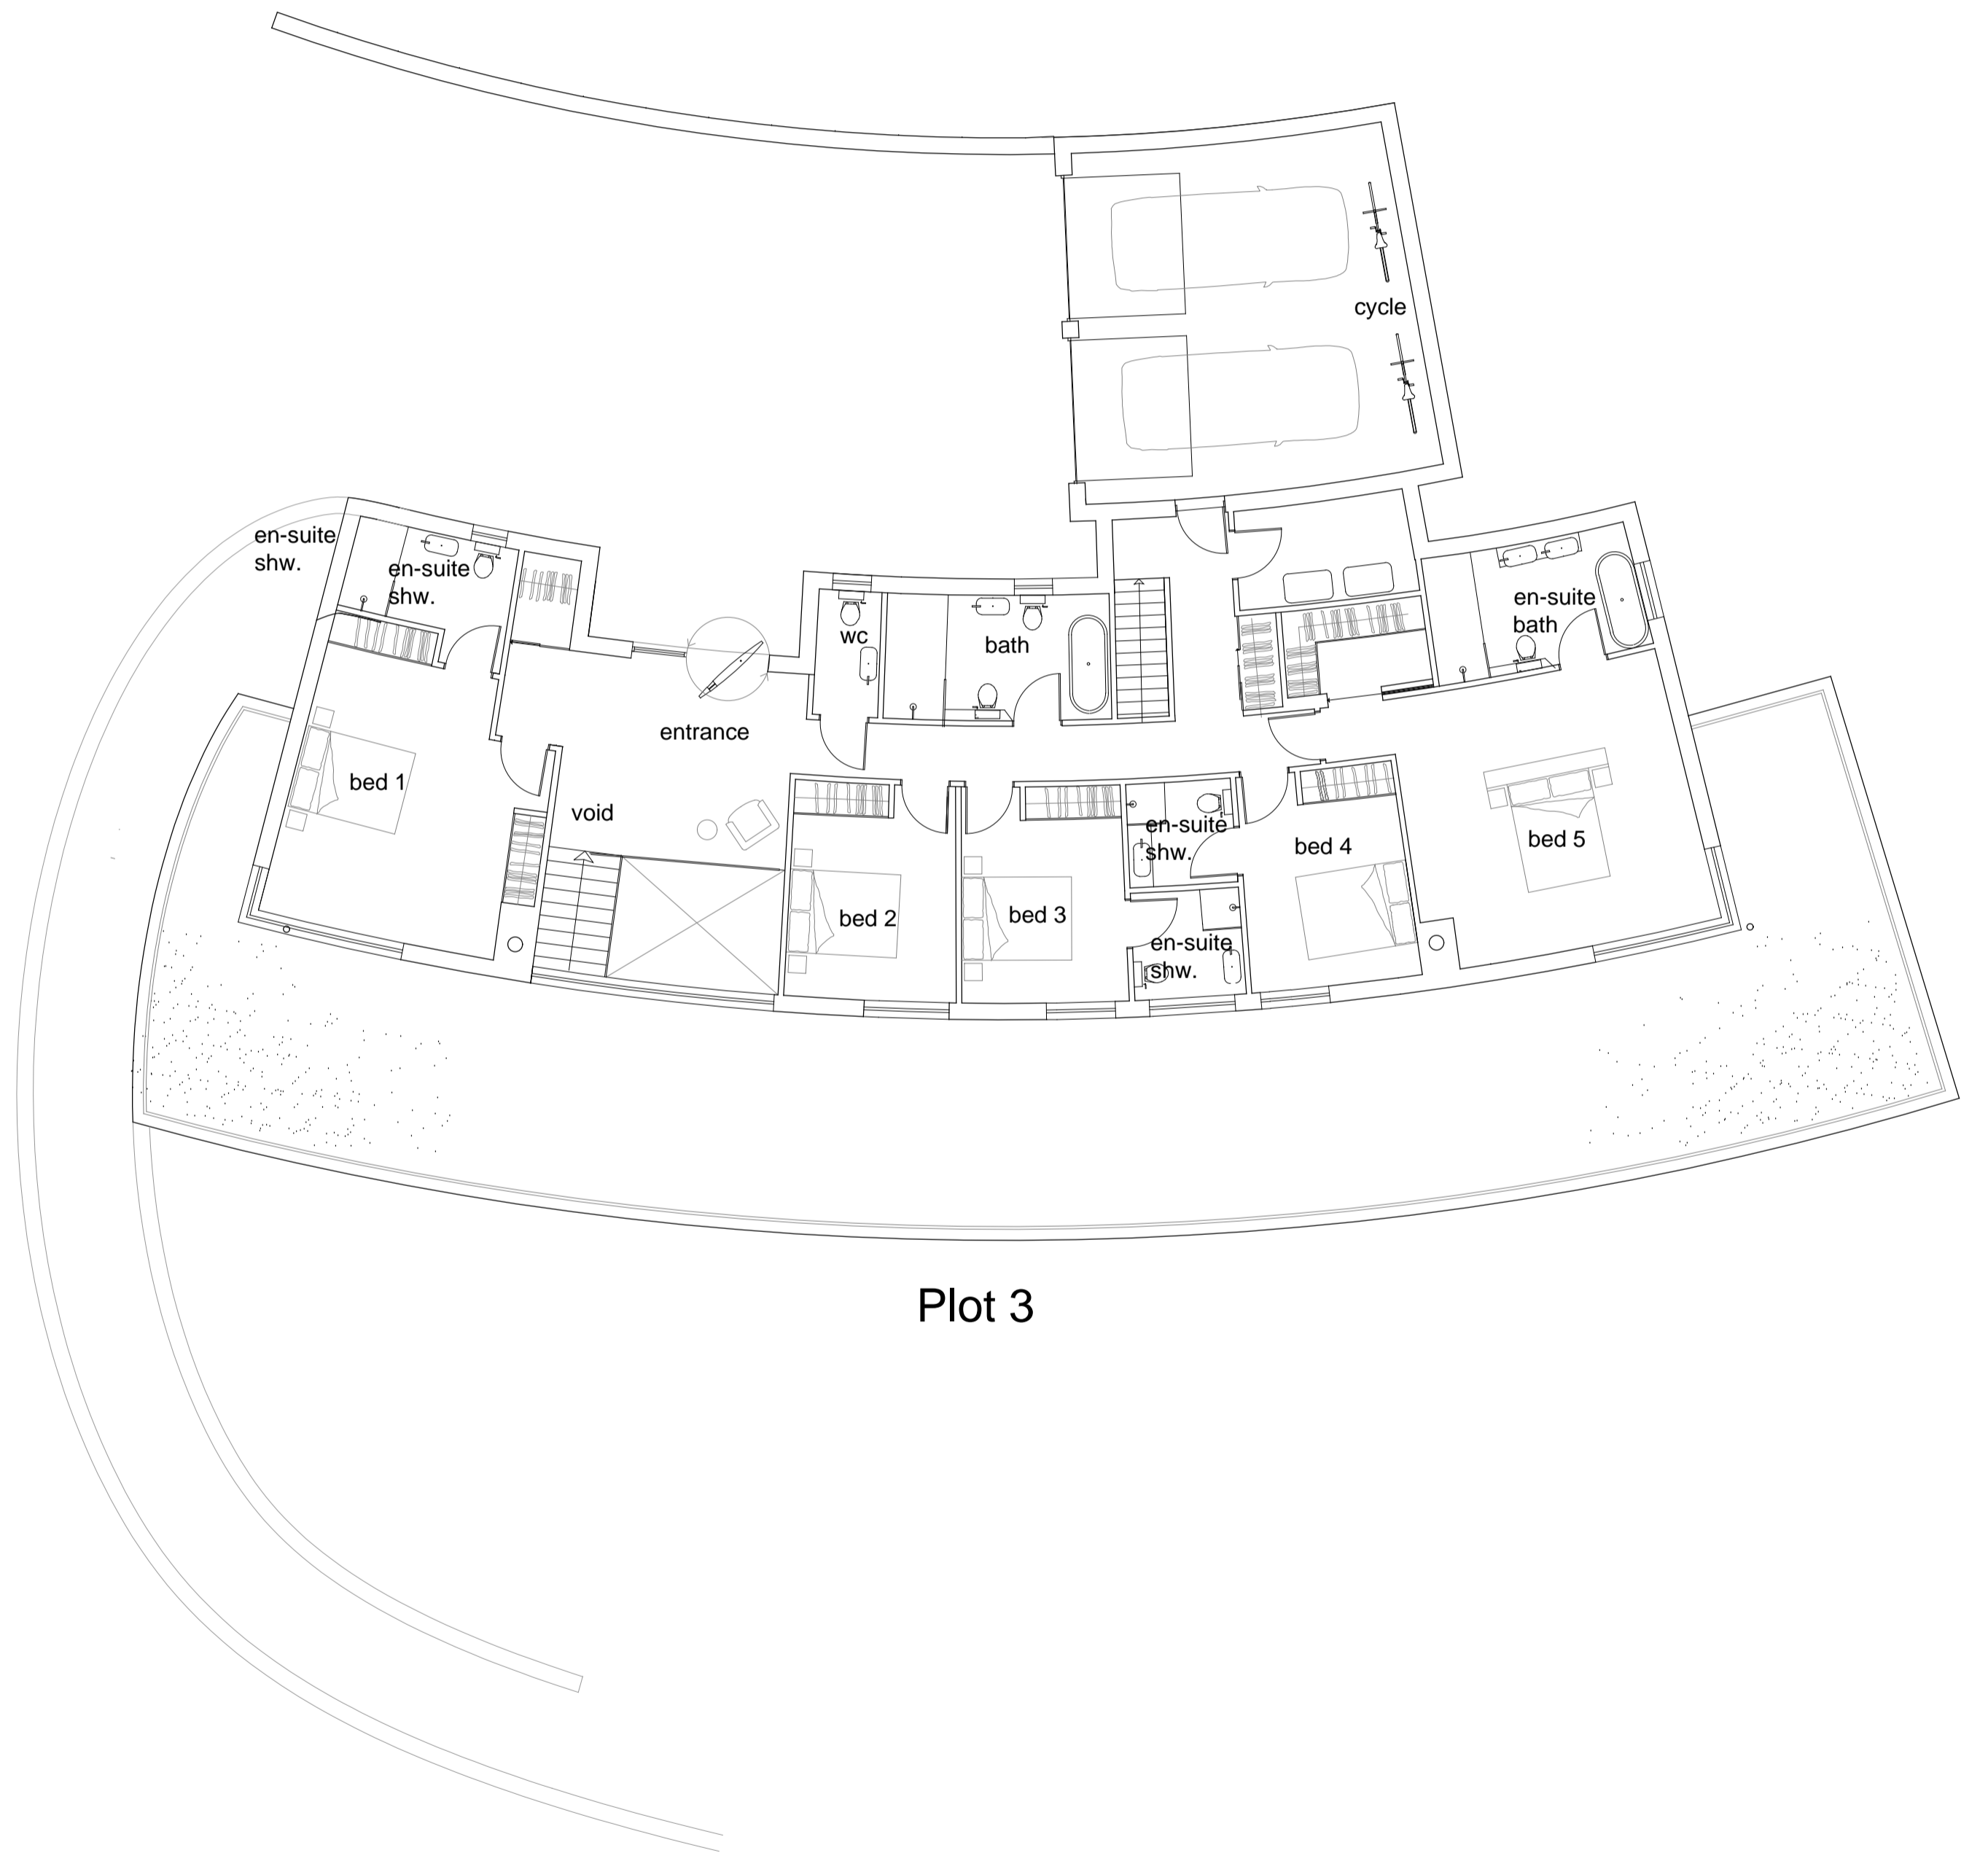 cycle
en-suite
shw.
en-suite
shw.
en-suite
bath
wc
bath
entrance
bed 1
void
en-suite
shw.
bed 4
bed 5
bed 2
bed 3
en-suite
shw.
Plot 3